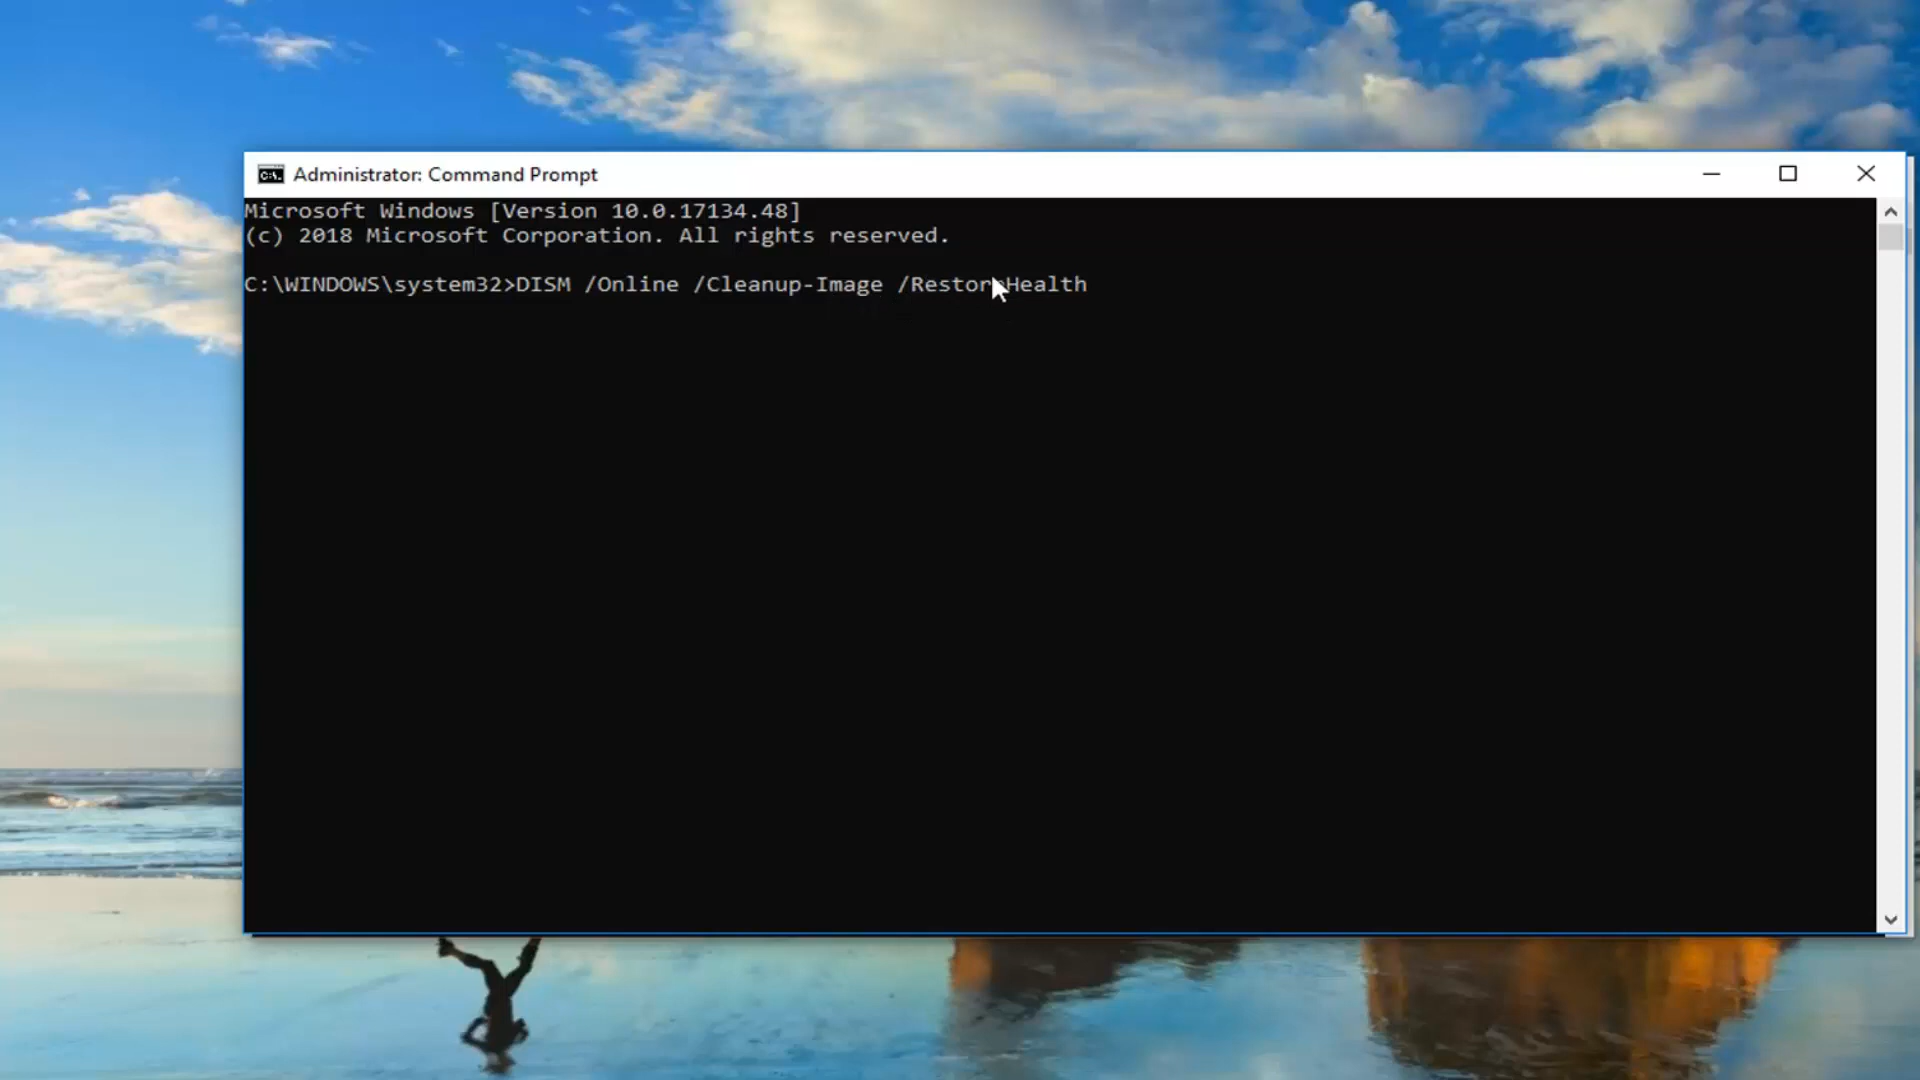 Administrator: Command Prompt
Microsoft Windows [Version 10.0.17134.48]
(c) 2018 Microsoft Corporation. All rights reserved.
C:\WINDOWS\system32>DISM /Online /Cleanup-Image /RestoreHealth